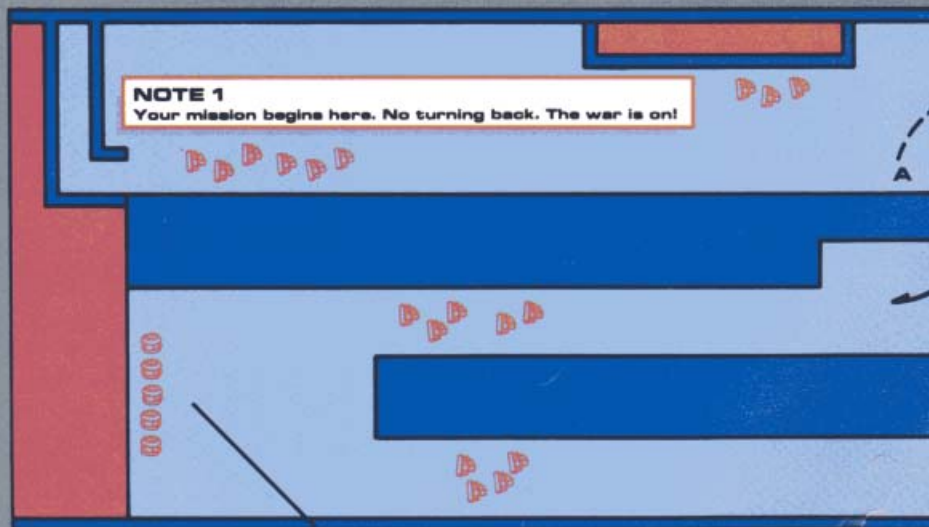 NOTE 1
Your mission begins here. No turning back. The war is on!
A